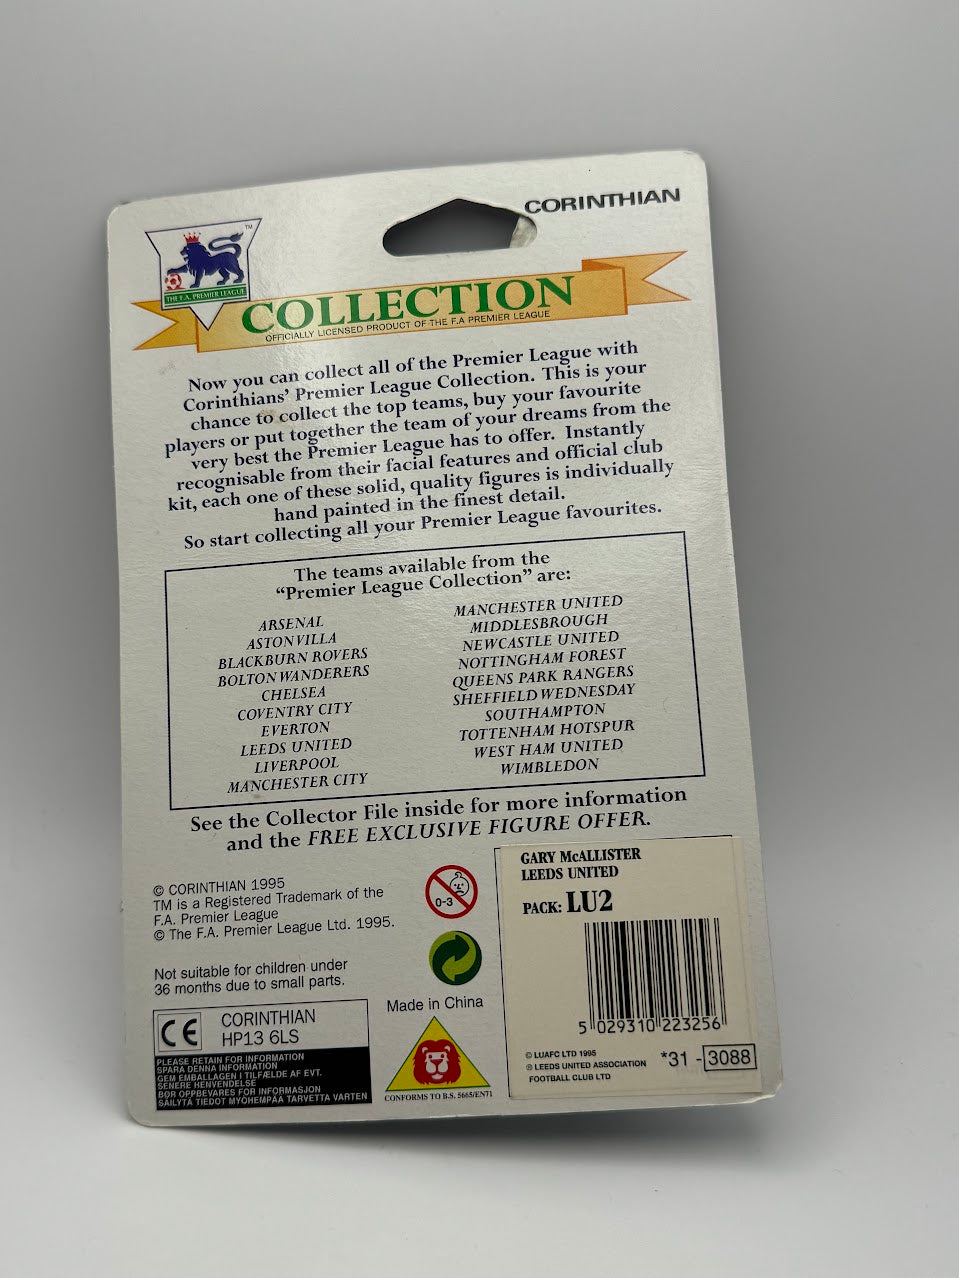 CORINTHIAN
TM
THE F.A. PREMIER LEAGUE
COLLECTION
OFFICIALLY LICENSED PRODUCT OF THE F.A PREMIER LEAGUE
Now you can collect all of the Premier League with
Corinthians' Premier League Collection. This is your
chance to collect the top teams, buy your favourite
players or put together the team of your dreams from the
very best the Premier League has to offer. Instantly
recognisable from their facial features and official club
kit, each one of these solid, quality figures is individually
hand painted in the finest detail.
So start collecting all your Premier League favourites.
The teams available from the
"Premier League Collection" are:
ARSENAL
ASTON VILLA
BLACKBURN ROVERS
BOLTON WANDERERS
CHELSEA
COVENTRY CITY
EVERTON
LEEDS UNITED
LIVERPOOL
MANCHESTER CITY
MANCHESTER UNITED
MIDDLESBROUGH
NEWCASTLE UNITED
NOTTINGHAM FOREST
QUEENS PARK RANGERS
SHEFFIELD WEDNESDAY
SOUTHAMPTON
TOTTENHAM HOTSPUR
WEST HAM UNITED
WIMBLEDON
See the Collector File inside for more information
and the FREE EXCLUSIVE FIGURE OFFER.
© CORINTHIAN 1995
TM is a Registered Trademark of the
F.A. Premier League
© The F.A. Premier League Ltd. 1995.
Not suitable for children under
36 months due to small parts.
CE
CORINTHIAN
HP13 6LS
PLEASE RETAIN FOR INFORMATION
SPARA DENNA INFORMATION
GEM EMBALLAGEN I TILFÆLDE AF EVT.
SENERE HENVENDELSE
BOR OPPBEVARES FOR INFORMASJON
SÄILYTÄ TIEDOT MYÖHEMPÄÄ TARVETTA VARTEN
0-3
Made in China
CONFORMS TO B.S. 5665/EN71
GARY McALLISTER
LEEDS UNITED
PACK: LU2
5 029310 223256
© LUAFC LTD 1995
© LEEDS UNITED ASSOCIATION
FOOTBALL CLUB LTD
*31 - 3088